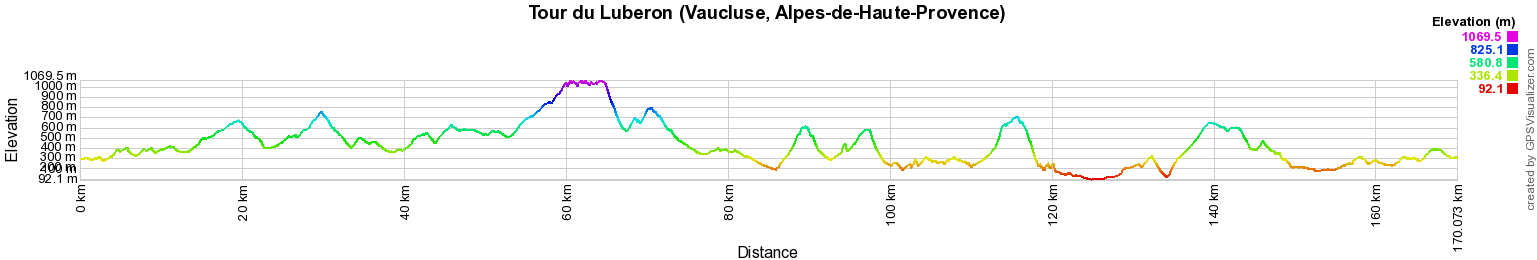 Tour du Luberon (Vaucluse, Alpes-de-Haute-Provence)
Elevation (m)
1069.5
825.1
580.8
336.4
92.1
1069.5 m
1000 m
900 m
800 m
700 m
600 m
500 m
400 m
300 m
200 m
92.1 m
Elevation
0 km
20 km
40 km
60 km
80 km
100 km
120 km
140 km
160 km
170.073 km
Distance
created by GPSVisualizer.com